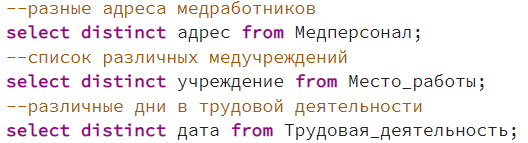 --разные адреса медработников
select distinct адрес from Медперсонал;
--список различных медучреждений
select distinct учреждение from Место_работы;
--различные дни в трудовой деятельности
select distinct дата from Трудовая_деятельность;